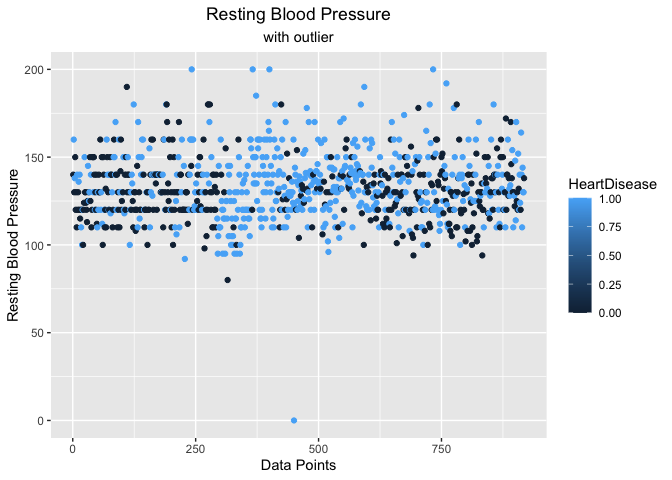 Resting Blood Pressure
with outlier
Resting Blood Pressure
200
150
100
50
0
0
250
500
750
Data Points
HeartDisease
1.00
0.75
0.50
0.25
0.00